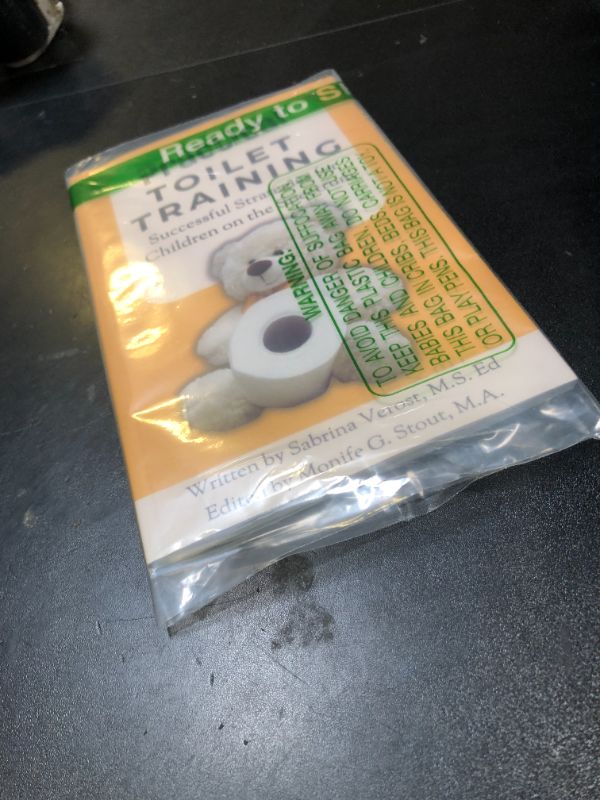 Ready to
TOILET
TRAINING
Successful
Children on the
WARNING!
TO AVOID DANGER OF SUFFOCATION,
KEEP THIS PLASTIC BAG AWAY FROM
BABIES AND CHILDREN. DO NOT USE
THIS BAG IN CRIBS, BEDS, CARRIAGES
OR PLAY PENS. THIS BAG IS NOT A TOY.
Written by Sabrina Verost, M.S. Ed
Edited by Monife G. Stout, M.A.